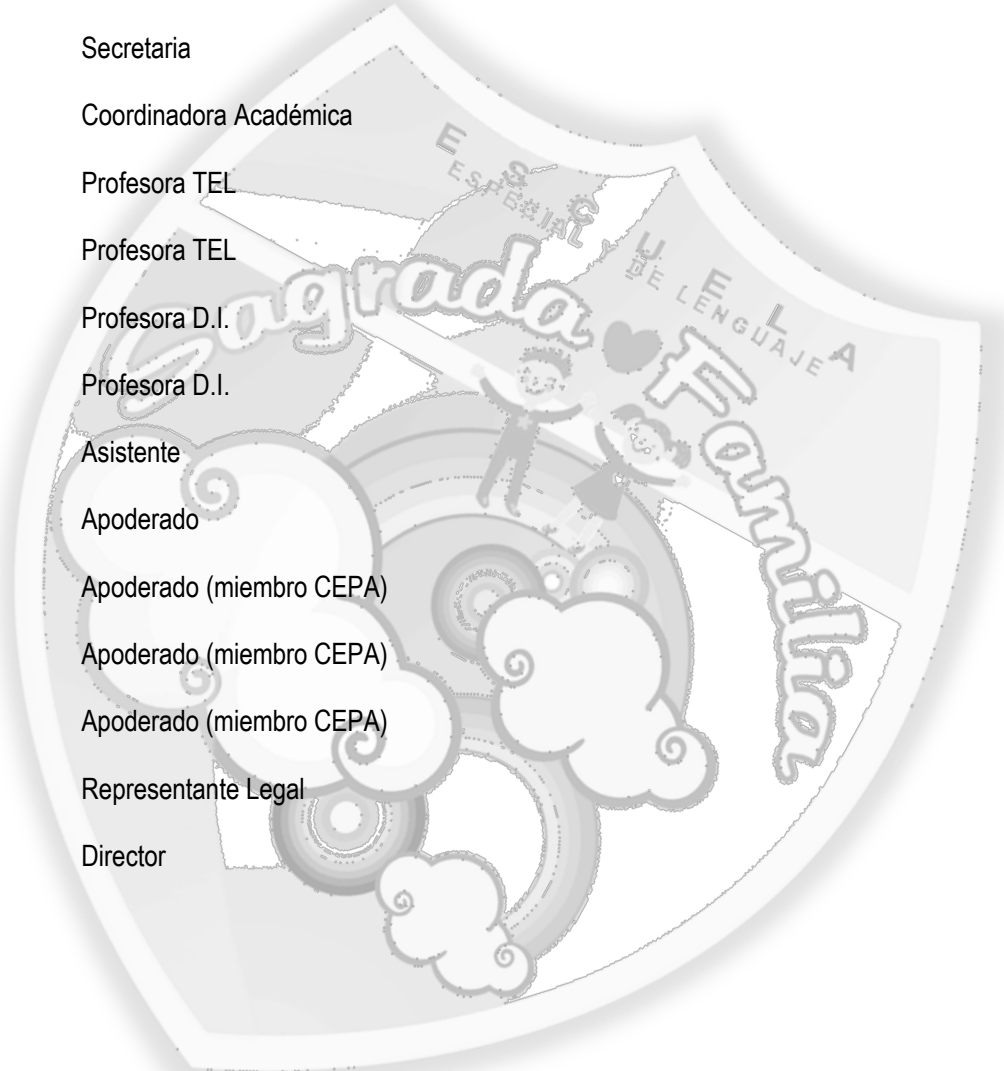 Secretaria
Coordinadora Académica
Profesora TEL
Profesora TEL
Profesora D.I.
Profesora D.I.
Asistente
Apoderado
Apoderado (miembro CEPA)
Apoderado (miembro CEPA)
Apoderado (miembro CEPA)
Representante Legal
Director
ESCUELA
ESPECIAL Y DE LENGUAJE
Sagrada Familia